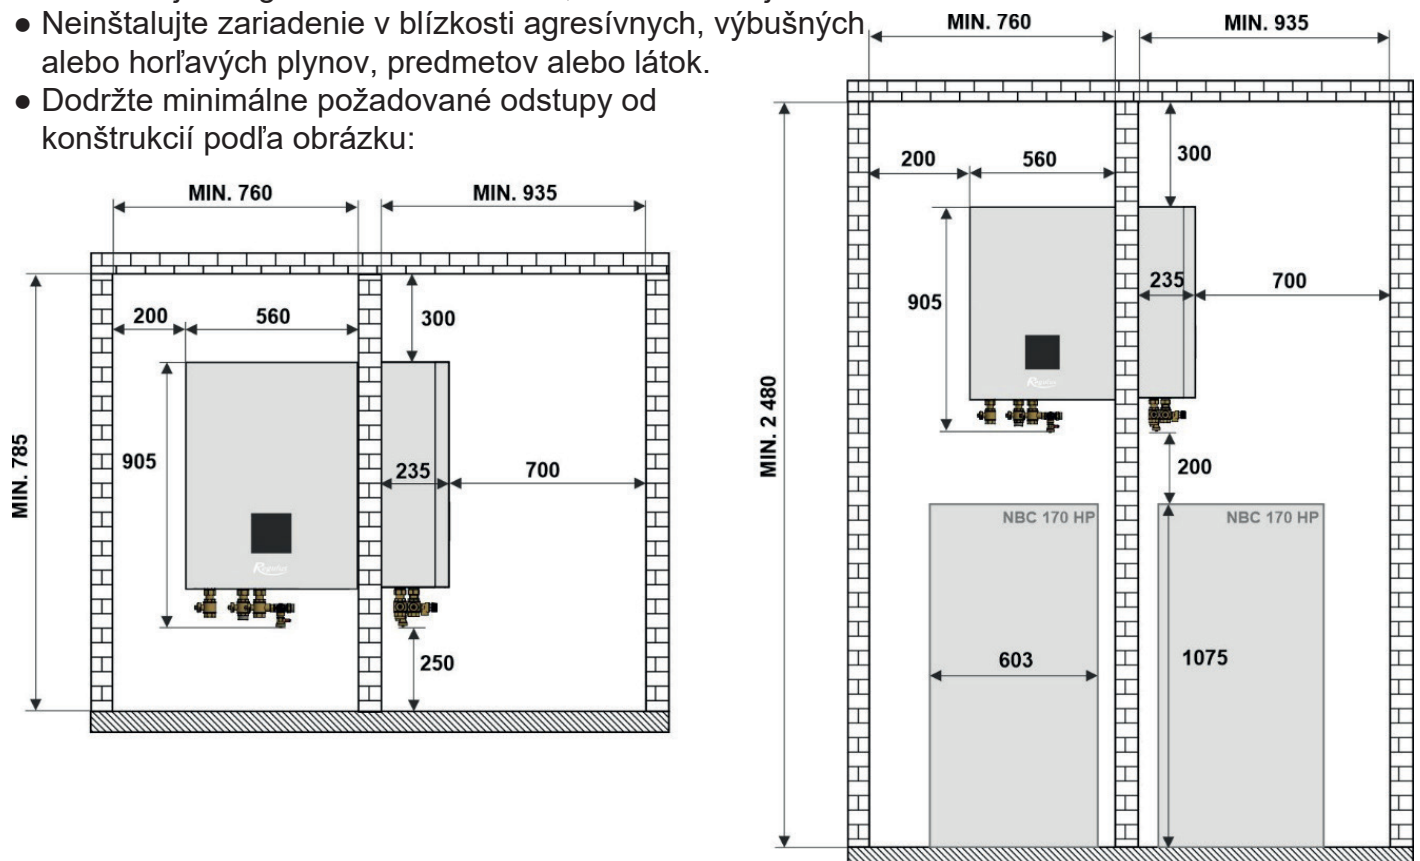 ● Neinštalujte zariadenie v blízkosti agresívnych, výbušných
alebo horľavých plynov, predmetov alebo látok.
● Dodržte minimálne požadované odstupy od
konštrukcií podľa obrázku:
MIN. 760
MIN. 935
200
560
300
MIN. 785
905
235
700
Regulus
250
MIN. 760
MIN. 935
200
560
300
905
235
700
Regulus
MIN. 2 480
200
NBC 170 HP
NBC 170 HP
603
1075